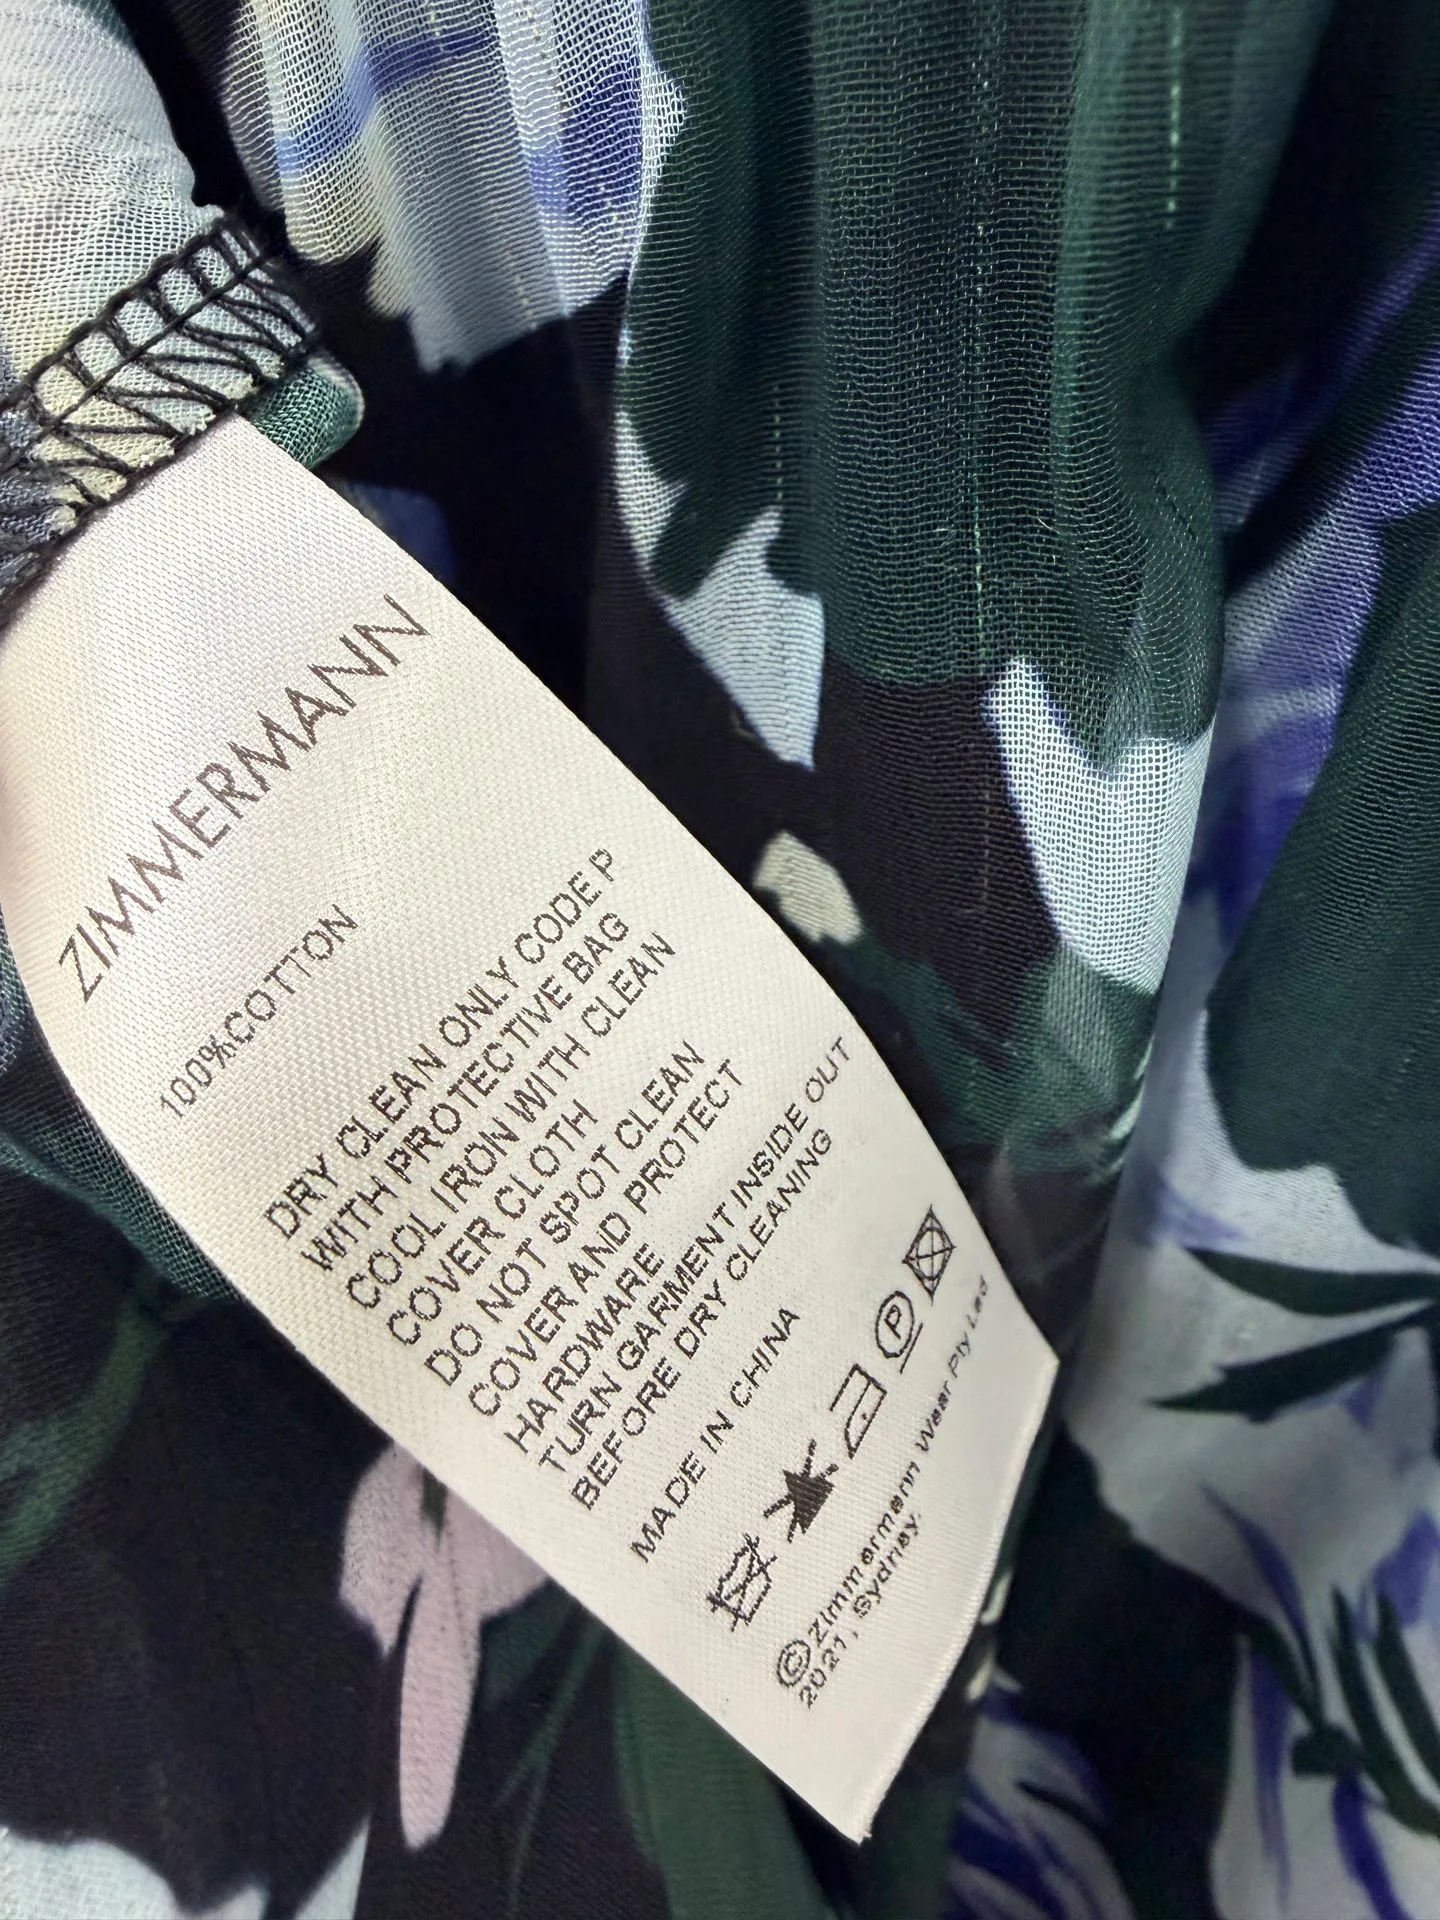 ZIMMERMANN
100%COTTON
DRY CLEAN ONLY CODE P
WITH PROTECTIVE BAG
COOL IRON WITH CLEAN
COVER CLOTH
DO NOT SPOT CLEAN
COVER AND PROTECT
HARDWARE
TURN GARMENT INSIDE OUT
BEFORE DRY CLEANING
MADE IN CHINA
P
©Zimmermann Wear Pty Led
2021, Sydney.